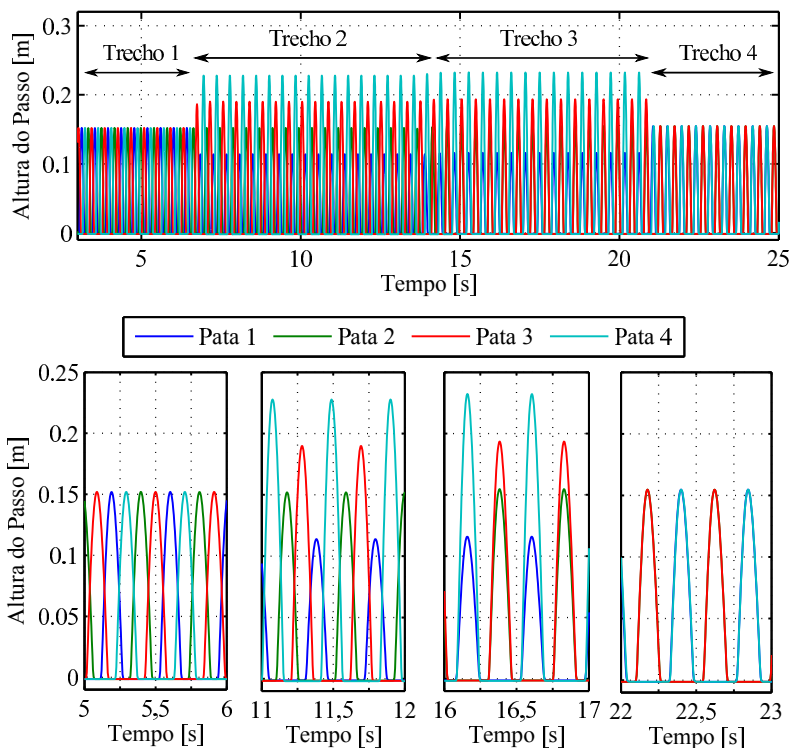 0.3
0.2
0.1
0
Altura do Passo [m]
Trecho 1
Trecho 2
Trecho 3
Trecho 4
5 10 15 20 25
Tempo [s]
Pata 1 Pata 2 Pata 3 Pata 4
0.25
0.2
0.15
0.1
0.05
0
Altura do Passo [m]
5 5,5 6
Tempo [s]
11 11,5 12
Tempo [s]
16 16,5 17
Tempo [s]
22 22,5 23
Tempo [s]